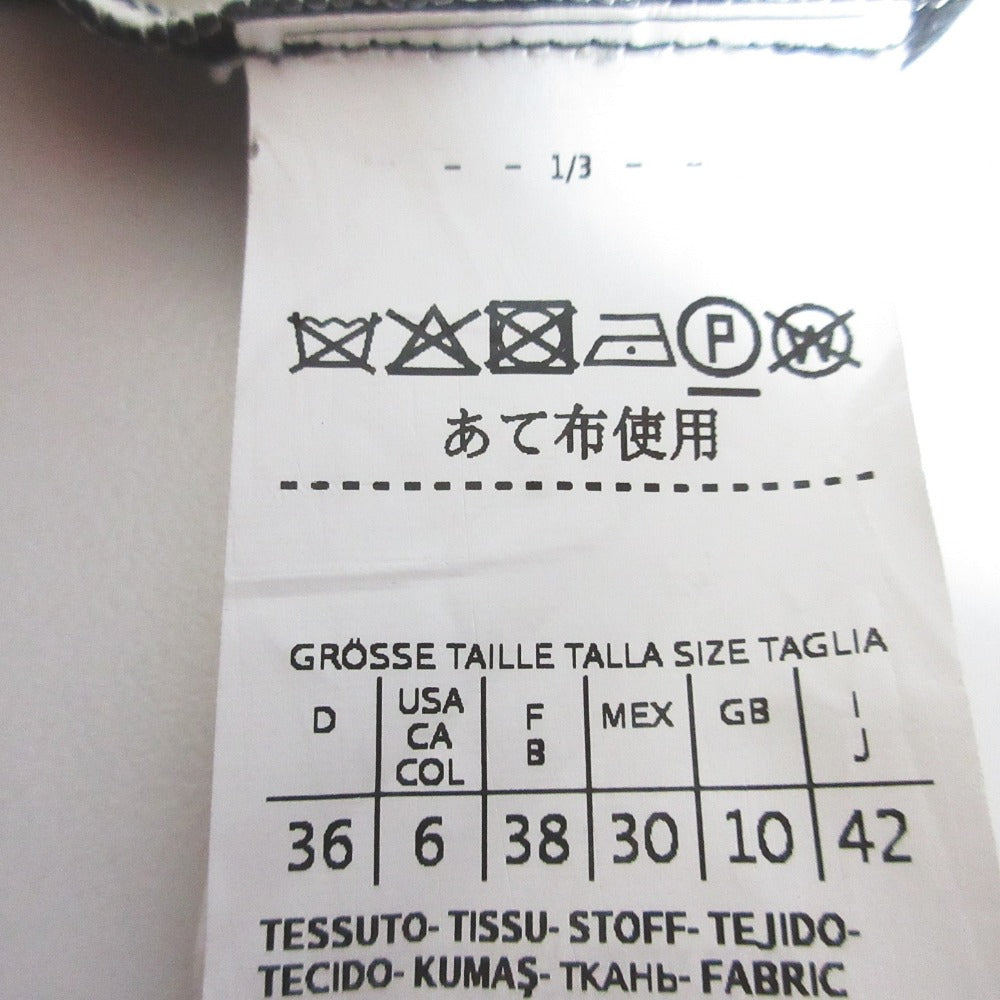 - - 1/3 - -
P W
あて布使用
GRÖSSE TAILLE TALLA SIZE TAGLIA
D USA CA COL F B MEX GB I J
36 6 38 30 10 42
TESSUTO- TISSU- STOFF- TEJIDO-
TECIDO- KUMAŞ- ТКАНЬ- FABRIC